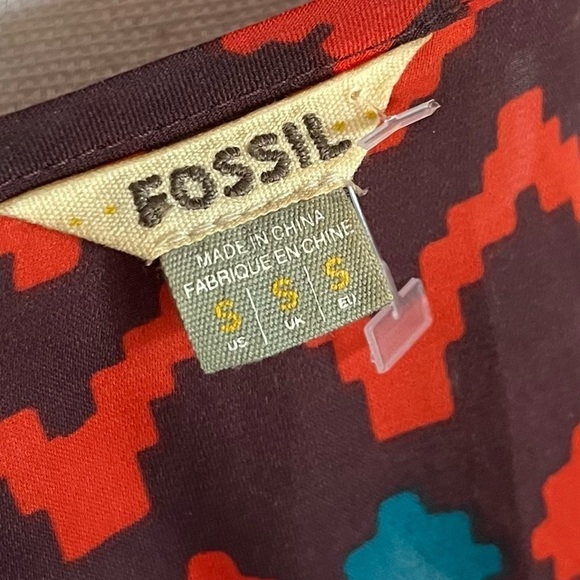 FOSSIL
MADE IN CHINA
FABRIQUE EN CHINE
S S S
US UK EU